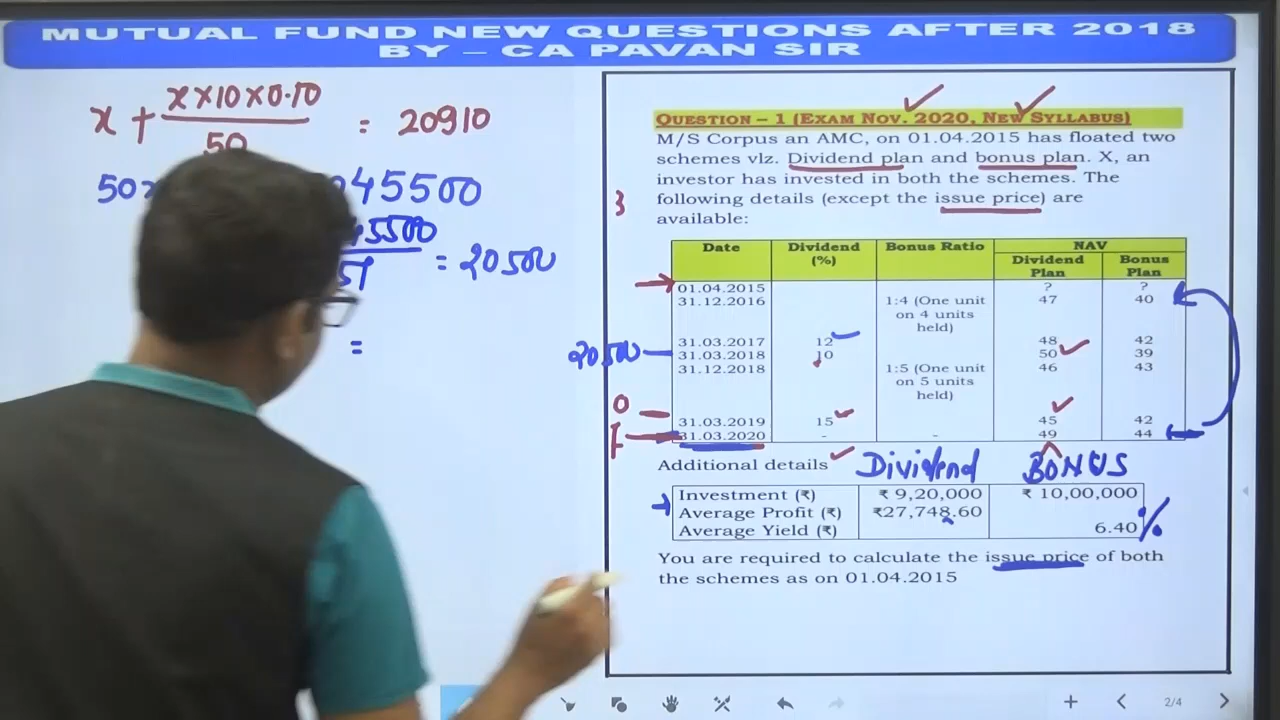 MUTUAL FUND NEW QUESTIONS AFTER 2018
BY – CA PAVAN SIR
x + x×10×0.10 / 50 = 20910
50 45500
5500 / 51 = 20500
=
QUESTION – 1 (EXAM NOV. 2020, NEW SYLLABUS)
M/S Corpus an AMC, on 01.04.2015 has floated two
schemes vlz. Dividend plan and bonus plan. X, an
investor has invested in both the schemes. The
3 following details (except the issue price) are
available:
Date Dividend (%) Bonus Ratio NAV
Dividend Plan Bonus Plan
01.04.2015 ? ?
31.12.2016 1:4 (One unit on 4 units held) 47 40
31.03.2017 12 48 42
20500 31.03.2018 10 50 39
31.12.2018 1:5 (One unit on 5 units held) 46 43
O 31.03.2019 15 45 42
31.03.2020 - - 49 44
Additional details Dividend BONUS
Investment (₹) ₹ 9,20,000 ₹ 10,00,000
Average Profit (₹) ₹27,748.60
Average Yield (₹) 6.40 %
You are required to calculate the issue price of both
the schemes as on 01.04.2015
2/4